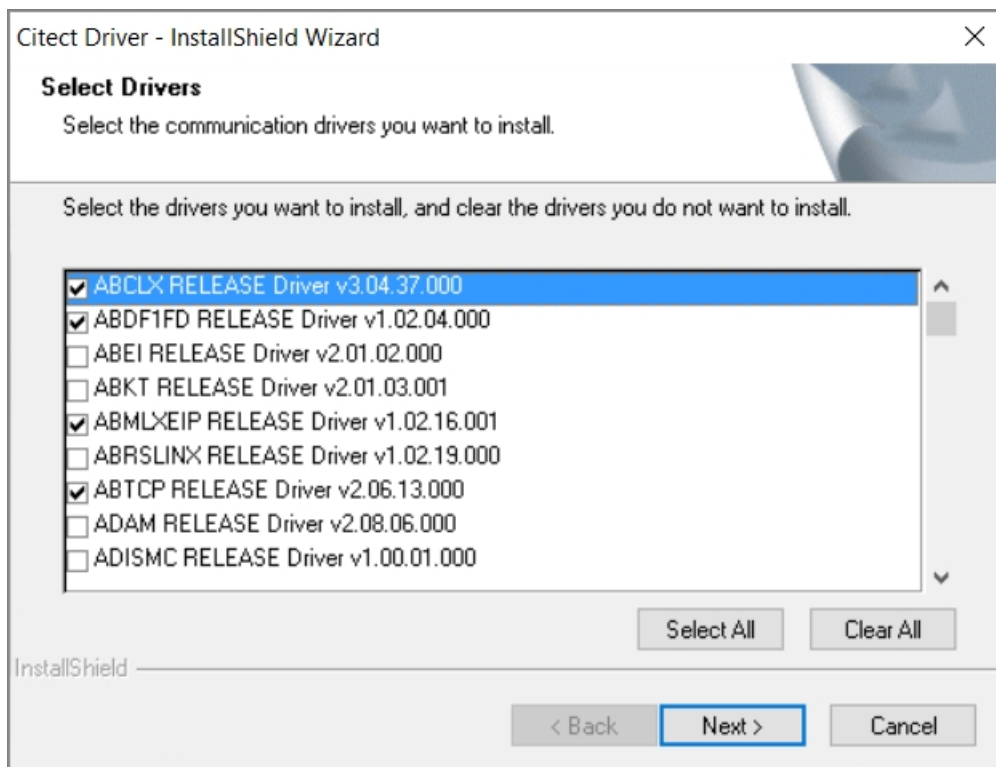 Citect Driver - InstallShield Wizard
Select Drivers
Select the communication drivers you want to install.
Select the drivers you want to install, and clear the drivers you do not want to install.
ABCLX RELEASE Driver v3.04.37.000
ABDF1FD RELEASE Driver v1.02.04.000
ABEI RELEASE Driver v2.01.02.000
ABKT RELEASE Driver v2.01.03.001
ABMLXEIP RELEASE Driver v1.02.16.001
ABRSLINX RELEASE Driver v1.02.19.000
ABTCP RELEASE Driver v2.06.13.000
ADAM RELEASE Driver v2.08.06.000
ADISMC RELEASE Driver v1.00.01.000
Select All Clear All
InstallShield
< Back Next > Cancel